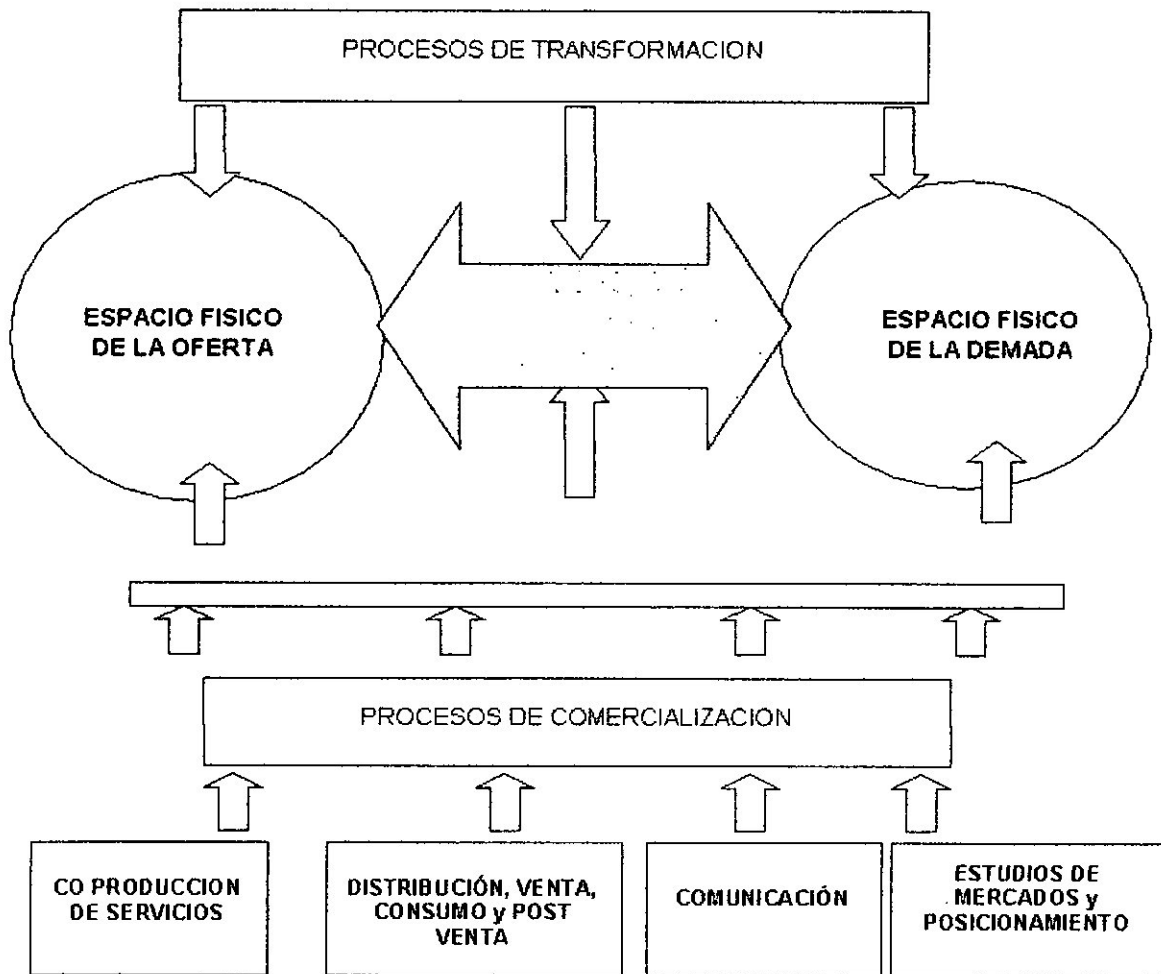 PROCESOS DE TRANSFORMACION
ESPACIO FISICO
DE LA OFERTA
ESPACIO FISICO
DE LA DEMADA
PROCESOS DE COMERCIALIZACION
CO PRODUCCION
DE SERVICIOS
DISTRIBUCIÓN, VENTA,
CONSUMO y POST
VENTA
COMUNICACIÓN
ESTUDIOS DE
MERCADOS y
POSICIONAMIENTO